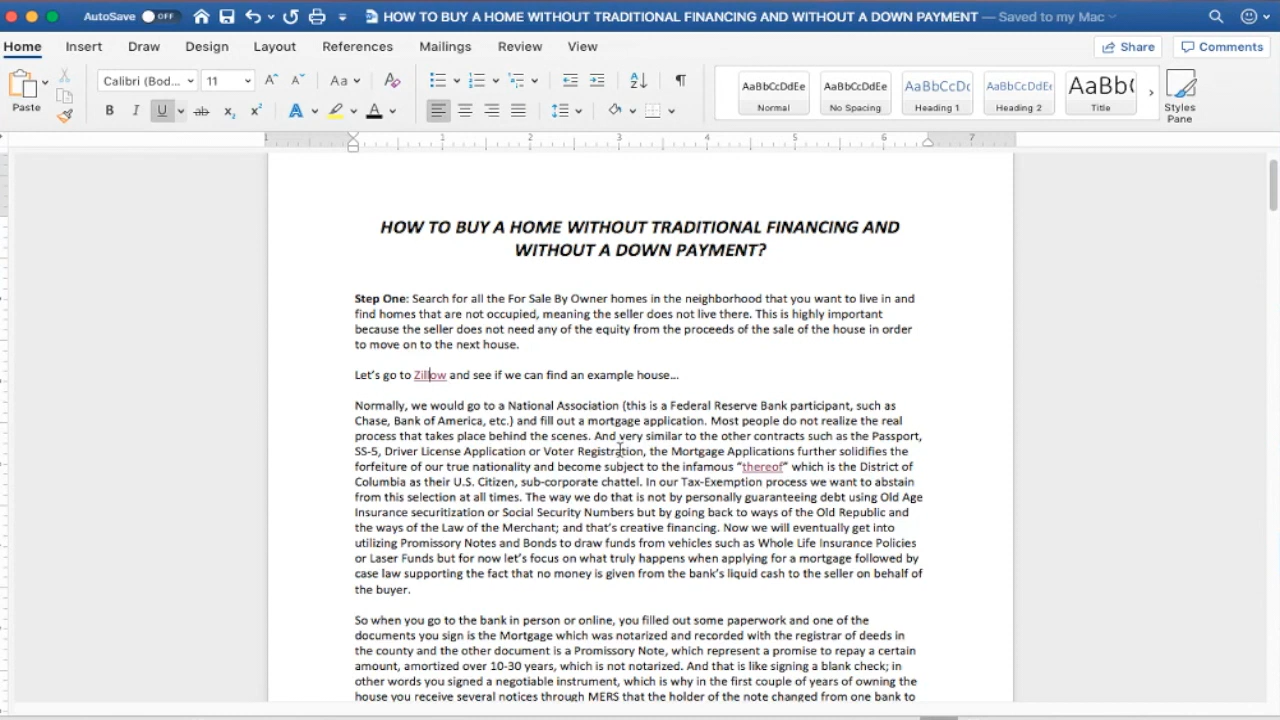 AutoSave OFF
HOW TO BUY A HOME WITHOUT TRADITIONAL FINANCING AND WITHOUT A DOWN PAYMENT — Saved to my Mac
Home Insert Draw Design Layout References Mailings Review View Share Comments
Paste
Calibri (Bod... 11 Aa
AaBbCcDdEe AaBbCcDdEe AaBbCcDc AaBbCcDdEe AaBb(
Normal No Spacing Heading 1 Heading 2 Title
Styles
Pane
B I U ab x₂ x² A A
1 1 2 3 4 5 6 7
HOW TO BUY A HOME WITHOUT TRADITIONAL FINANCING AND
WITHOUT A DOWN PAYMENT?
Step One: Search for all the For Sale By Owner homes in the neighborhood that you want to live in and
find homes that are not occupied, meaning the seller does not live there. This is highly important
because the seller does not need any of the equity from the proceeds of the sale of the house in order
to move on to the next house.
Let's go to Zillow and see if we can find an example house...
Normally, we would go to a National Association (this is a Federal Reserve Bank participant, such as
Chase, Bank of America, etc.) and fill out a mortgage application. Most people do not realize the real
process that takes place behind the scenes. And very similar to the other contracts such as the Passport,
SS-5, Driver License Application or Voter Registration, the Mortgage Applications further solidifies the
forfeiture of our true nationality and become subject to the infamous “thereof” which is the District of
Columbia as their U.S. Citizen, sub-corporate chattel. In our Tax-Exemption process we want to abstain
from this selection at all times. The way we do that is not by personally guaranteeing debt using Old Age
Insurance securitization or Social Security Numbers but by going back to ways of the Old Republic and
the ways of the Law of the Merchant; and that's creative financing. Now we will eventually get into
utilizing Promissory Notes and Bonds to draw funds from vehicles such as Whole Life Insurance Policies
or Laser Funds but for now let's focus on what truly happens when applying for a mortgage followed by
case law supporting the fact that no money is given from the bank's liquid cash to the seller on behalf of
the buyer.
So when you go to the bank in person or online, you filled out some paperwork and one of the
documents you sign is the Mortgage which was notarized and recorded with the registrar of deeds in
the county and the other document is a Promissory Note, which represent a promise to repay a certain
amount, amortized over 10-30 years, which is not notarized. And that is like signing a blank check; in
other words you signed a negotiable instrument, which is why in the first couple of years of owning the
house you receive several notices through MERS that the holder of the note changed from one bank to